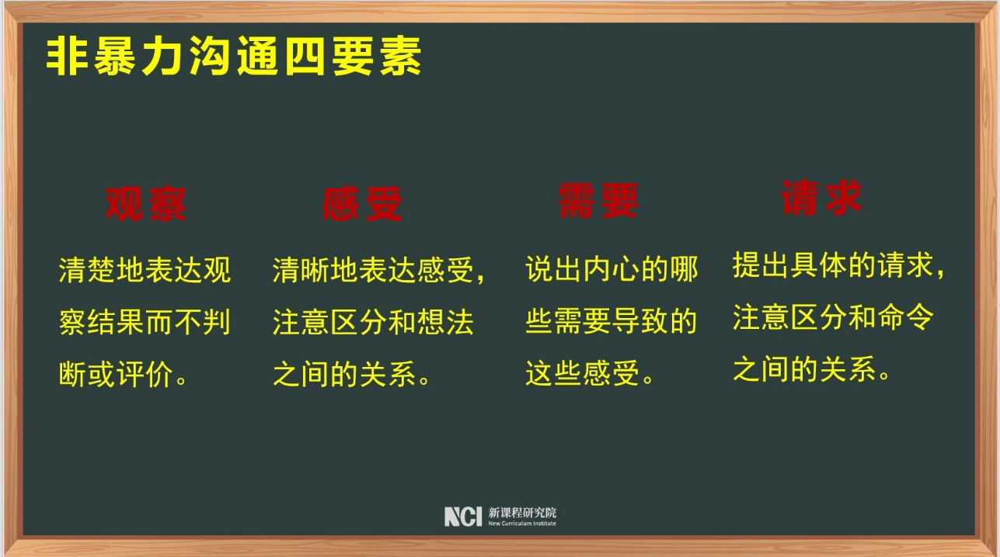 非暴力沟通四要素
观察
清楚地表达观
察结果而不判
断或评价。
感受
清晰地表达感受，
注意区分和想法
之间的关系。
需要
说出内心的哪
些需要导致的
这些感受。
请求
提出具体的请求，
注意区分和命令
之间的关系。
NCI
新课程研究院
New Curriculum Institute